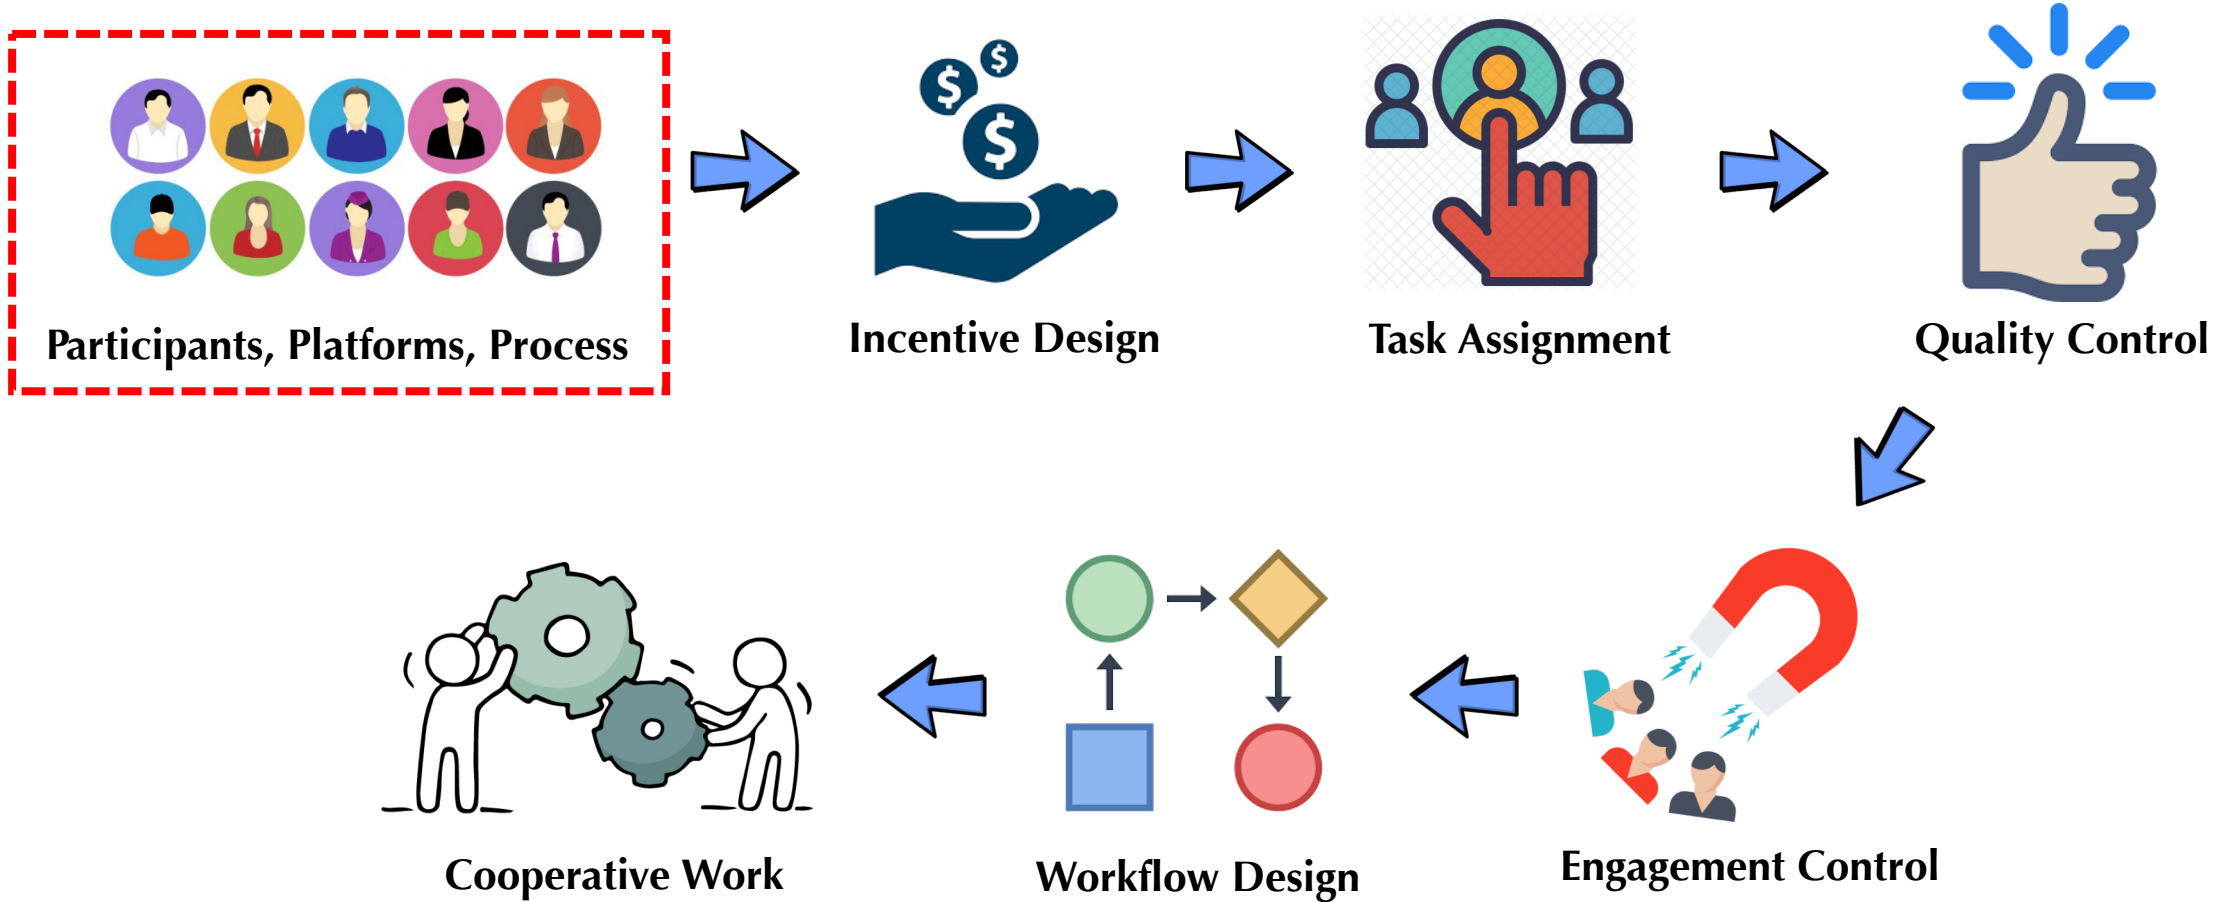 $
$
$
Participants, Platforms, Process
Incentive Design
Task Assignment
Quality Control
Cooperative Work
Workflow Design
Engagement Control